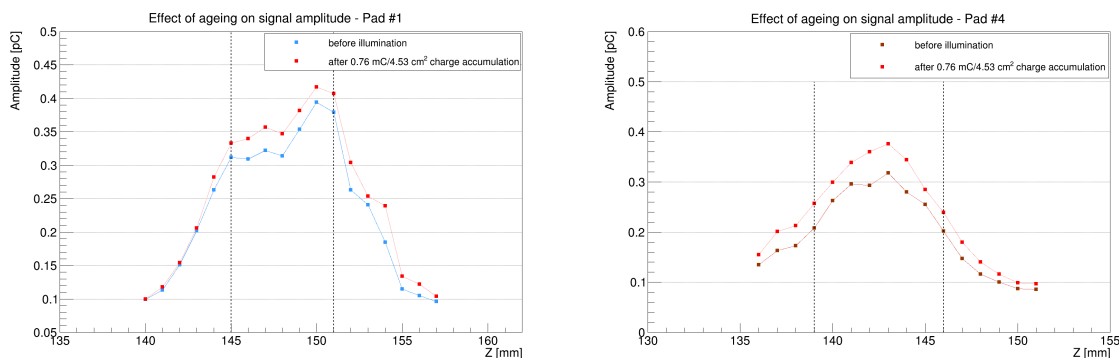 Effect of ageing on signal amplitude - Pad #1
Amplitude [pC]
before illumination
after 0.76 mC/4.53 cm² charge accumulation
0.5
0.45
0.4
0.35
0.3
0.25
0.2
0.15
0.1
0.05
135 140 145 150 155 160
Z [mm]
Effect of ageing on signal amplitude - Pad #4
Amplitude [pC]
before illumination
after 0.76 mC/4.53 cm² charge accumulation
0.6
0.5
0.4
0.3
0.2
0.1
0
130 135 140 145 150 155
Z [mm]